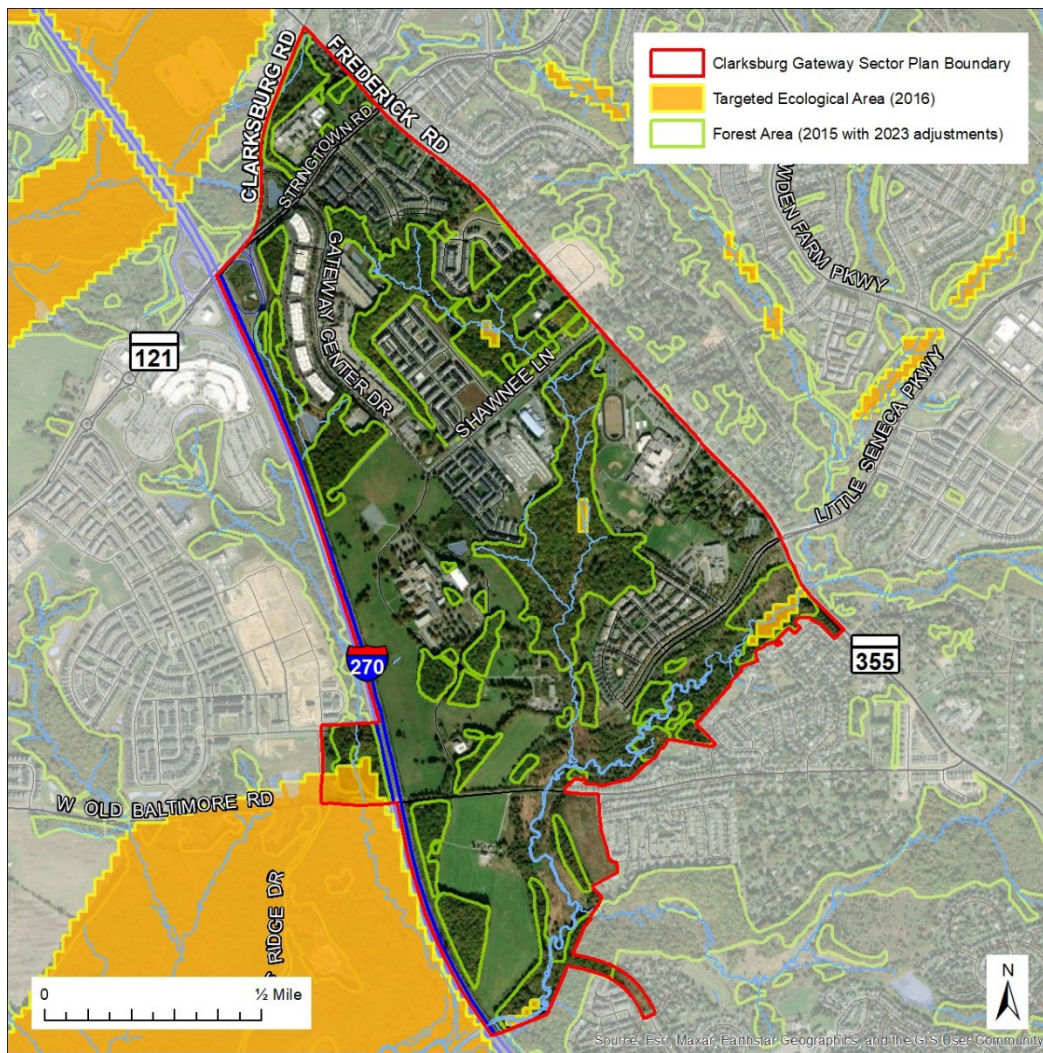 CLARKSBURG RD
FREDERICK RD
Clarksburg Gateway Sector Plan Boundary
Targeted Ecological Area (2016)
Forest Area (2015 with 2023 adjustments)
STRINGTOWN RD
GATEWAY CENTER DR
WDEN FARM PKWY
121
SHAWNEE LN
LITTLE SENECA PKWY
270
355
W OLD BALTIMORE RD
RIDGE DR
0
½ Mile
N
Source: Esri, Maxar, Earthstar Geographics, and the GIS User Community